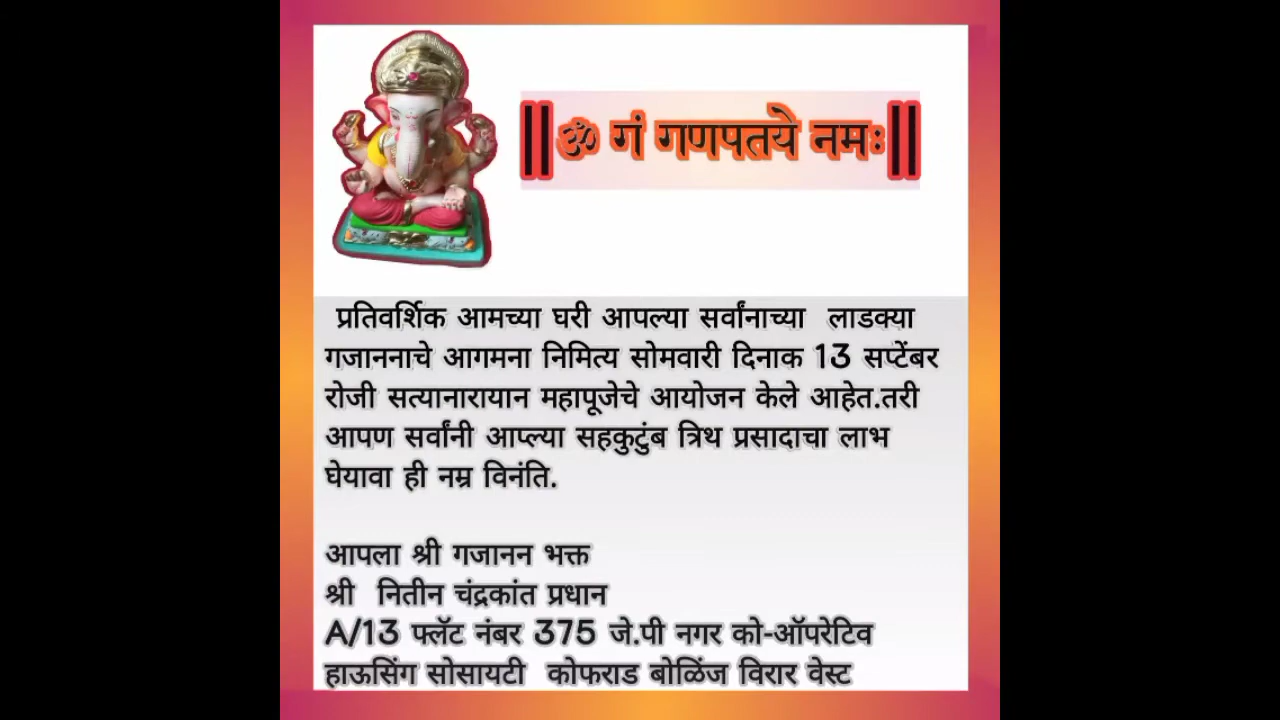 ||ॐ गं गणपतये नमः||
प्रतिवर्शिक आमच्या घरी आपल्या सर्वांनाच्या लाडक्या
गजाननाचे आगमना निमित्य सोमवारी दिनाक 13 सप्टेंबर
रोजी सत्यानारायान महापूजेचे आयोजन केले आहेत.तरी
आपण सर्वांनी आप्ल्या सहकुटुंब त्रिथ प्रसादाचा लाभ
घेयावा ही नम्र विनंति.
आपला श्री गजानन भक्त
श्री नितीन चंद्रकांत प्रधान
A/13 फ्लॅट नंबर 375 जे.पी नगर को-ऑपरेटिव
हाऊसिंग सोसायटी कोफराड बोळिंज विरार वेस्ट